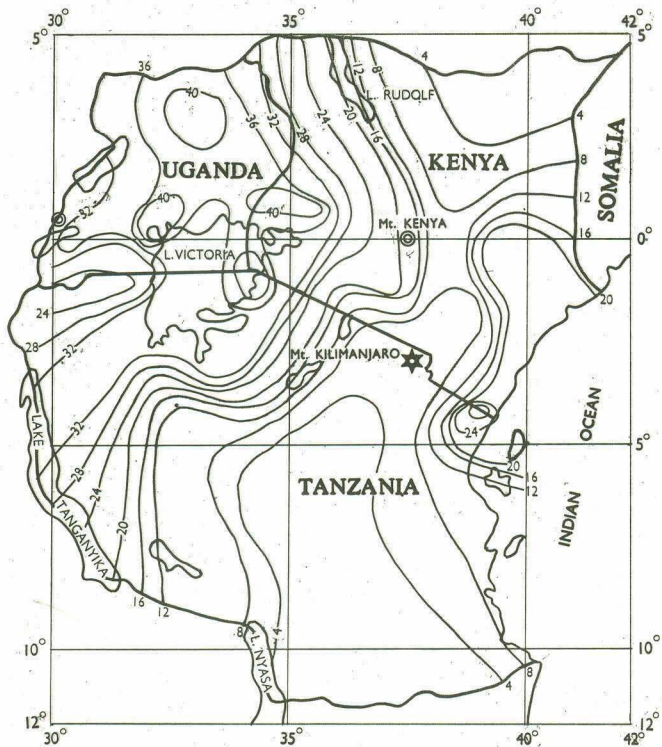 30° 35° 40° 42°
5° 5°
36 4
12 8
L. RUDOLF
40 36 32 28 24 20 16
4
UGANDA KENYA SOMALIA
8
32 40 40 12
Mt. KENYA
16
L.VICTORIA 0°
20
24
28
32
Mt. KILIMANJARO
24
OCEAN
LAKE 32
5°
28 20
16
TANZANIA 12
24
TANGANYIKA 20
INDIAN
16 12
8
10° 10°
L. NYASA 4
4 8
12° 12°
30° 35° 40° 42°